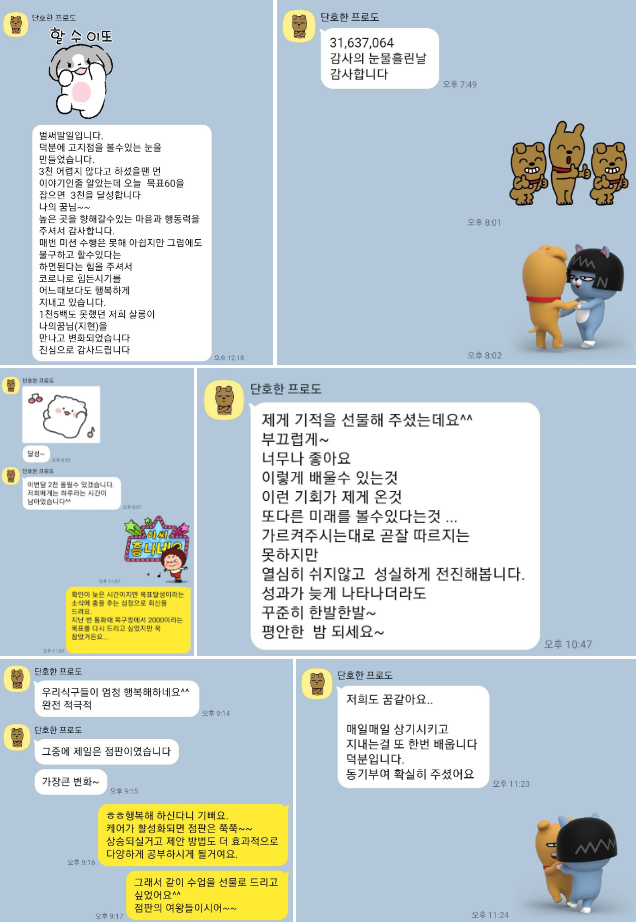 단호한 프로도
할 수 이또
벌써말일입니다.
덕분에 고지점을 볼수있는 눈을
만들었습니다.
3천 어렵지 않다고 하셨을땐 먼
이야기인줄 알았는데 오늘 목표60을
잡으면 3천을 달성합니다
나의 꿈님~~
높은 곳을 향해갈수있는 마음과 행동력을
주셔서 감사합니다.
매번 미션 수행은 못해 아쉽지만 그럼에도
불구하고 할수있다는
하면된다는 힘을 주셔서
코로나로 힘든시기를
어느때보다도 행복하게
지내고 있습니다.
1천5백도 못했던 저희 살롱이
나의꿈님(지현)을
만나고 변화되었습니다
진심으로 감사드립니다
오후 12:18
단호한 프로도
31,637,064
감사의 눈물흘린날
감사합니다
오후 7:49
오후 8:01
오후 8:02
단호한 프로도
달성~
단호한 프로도
이번달 2천 올릴수 있겠습니다.
저희에게는 하루라는 시간이
남아있습니다^^
아싸
흥나네요
확인이 늦은 시간이지만 목표달성이라는
소식에 춤을 추는 심정으로 회신을
드려요.
지난 번 통화때 목구멍에서 2000이라는
목표를 다시 드리고 싶었지만 꾹
참았거든요...
단호한 프로도
제게 기적을 선물해 주셨는데요^^
부끄럽게~
너무나 좋아요
이렇게 배울수 있는것
이런 기회가 제게 온것
또다른 미래를 볼수있다는것 ...
가르켜주시는대로 곧잘 따르지는
못하지만
열심히 쉬지않고 성실하게 전진해봅니다.
성과가 늦게 나타나더라도
꾸준히 한발한발~
평안한 밤 되세요~
오후 10:47
단호한 프로도
우리식구들이 엄청 행복해하네요^^
완전 적극적
오후 9:14
단호한 프로도
그중에 제일은 점판이였습니다
가장큰 변화~
오후 9:15
ㅎㅎ행복해 하신다니 기뻐요.
케어가 활성화되면 점판은 쭉쭉~~
상승되실거고 제안 방법도 더 효과적으로
다양하게 공부하시게 될거여요.
오후 9:16
그래서 같이 수업을 선물로 드리고
싶었어요^^
점판의 여왕들이시어~~
오후 9:17
단호한 프로도
저희도 꿈같아요..
매일매일 상기시키고
지내는걸 또 한번 배웁니다
덕분입니다.
동기부여 확실히 주셨어요
오후 11:23
오후 11:24